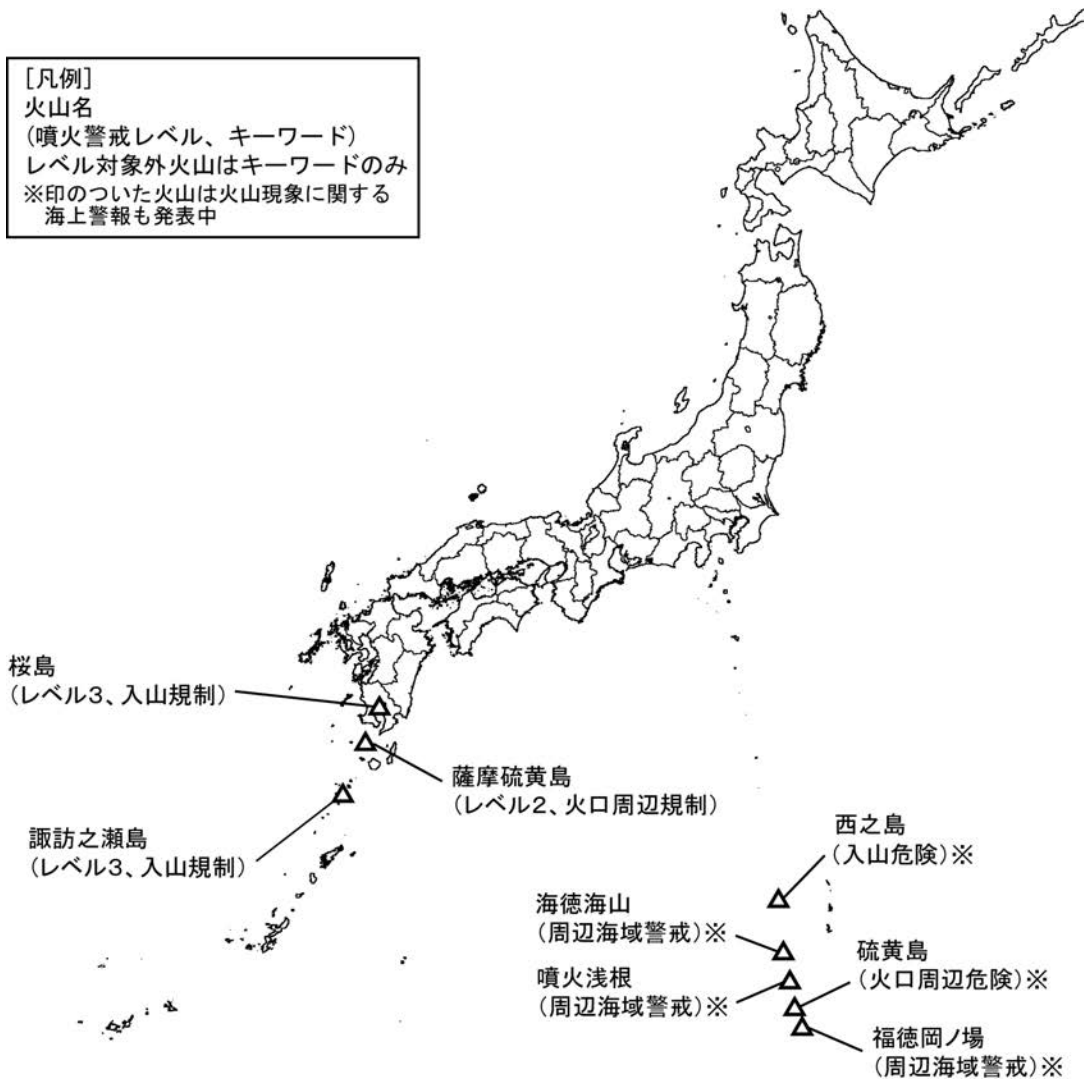 [凡例]
火山名
(噴火警戒レベル、キーワード)
レベル対象外火山はキーワードのみ
※印のついた火山は火山現象に関する
海上警報も発表中
桜島
(レベル3、入山規制)
薩摩硫黄島
(レベル2、火口周辺規制)
諏訪之瀬島
(レベル3、入山規制)
西之島
(入山危険)※
海徳海山
(周辺海域警戒)※
噴火浅根
(周辺海域警戒)※
硫黄島
(火口周辺危険)※
福徳岡ノ場
(周辺海域警戒)※